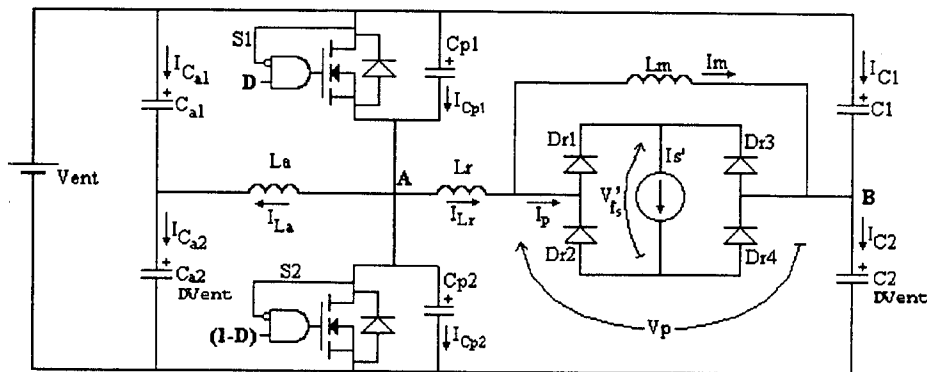 S1
Cp1
+
D
I_Ca1
+
C_a1
I_Cp1
Lm
Im
I_C1
+
C1
Dr1
Is'
Dr3
Vent
La
A
Lr
V'fs
B
I_La
I_Lr
I_p
I_Ca2
+
C_a2
DVent
S2
Cp2
+
(1-D)
I_Cp2
Dr2
Dr4
Vp
I_C2
+
C2
DVent